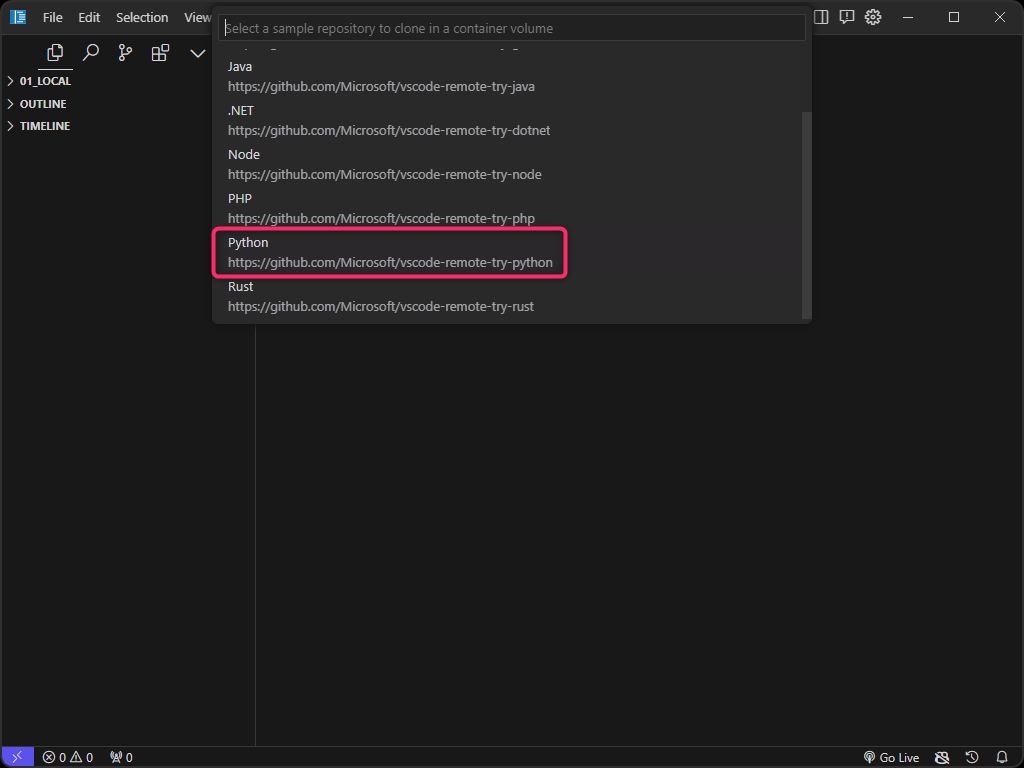 File Edit Selection View
Select a sample repository to clone in a container volume
Java
https://github.com/Microsoft/vscode-remote-try-java
.NET
https://github.com/Microsoft/vscode-remote-try-dotnet
Node
https://github.com/Microsoft/vscode-remote-try-node
PHP
https://github.com/Microsoft/vscode-remote-try-php
Python
https://github.com/Microsoft/vscode-remote-try-python
Rust
https://github.com/Microsoft/vscode-remote-try-rust
01_LOCAL
OUTLINE
TIMELINE
0 0 0 Go Live